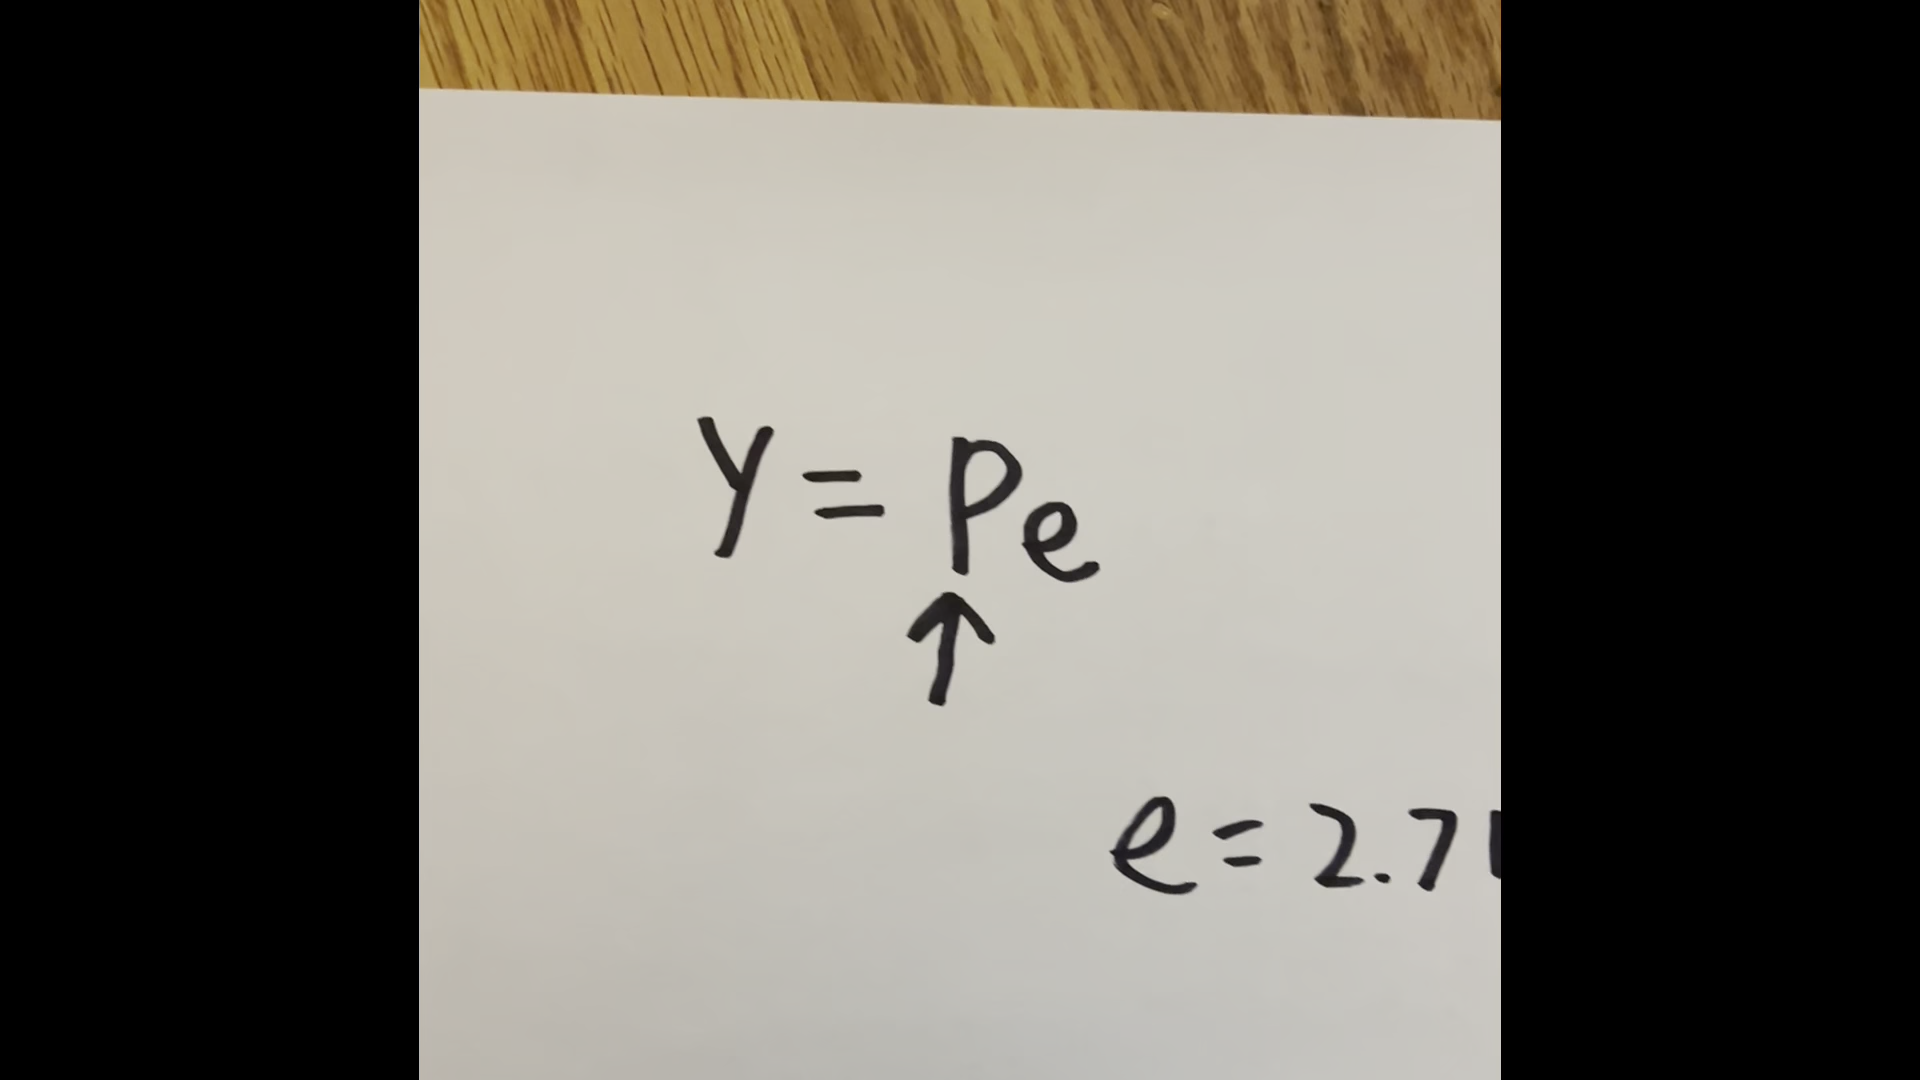 y = Pe
↑
e = 2.7